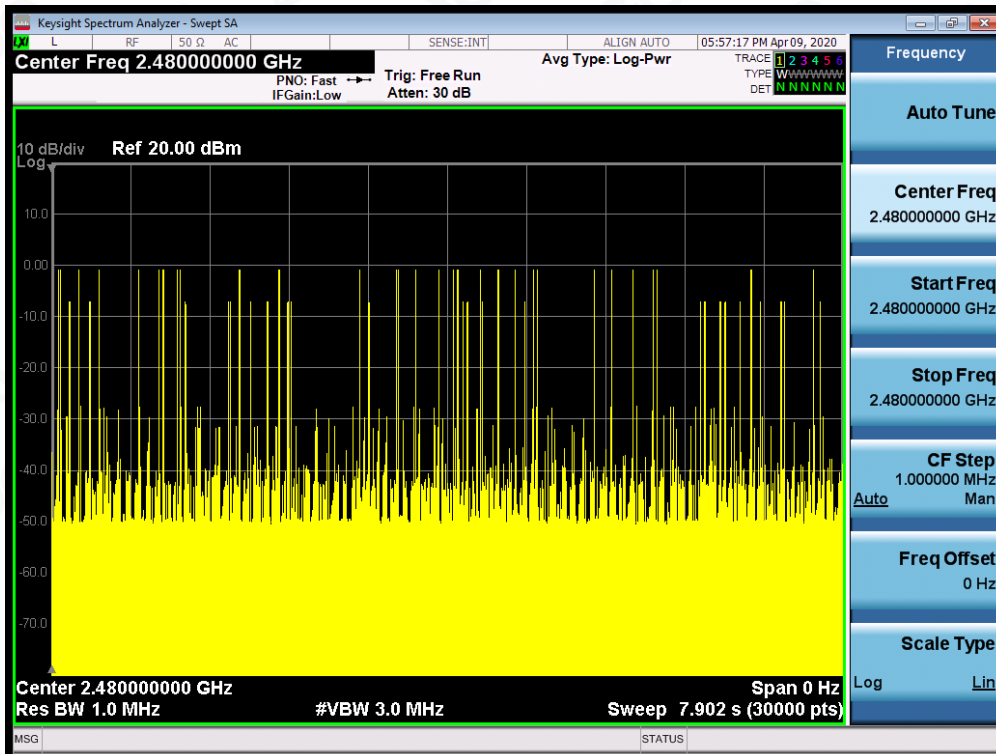 Keysight Spectrum Analyzer - Swept SA
LXI L RF 50 Ω AC SENSE:INT ALIGN AUTO 05:57:17 PM Apr 09, 2020
Center Freq 2.480000000 GHz
PNO: Fast
IFGain:Low
Trig: Free Run
Atten: 30 dB
Avg Type: Log-Pwr
TRACE 1 2 3 4 5 6
TYPE WWWWWW
DET N N N N N N
10 dB/div
Log
Ref 20.00 dBm
10.0
0.00
-10.0
-20.0
-30.0
-40.0
-50.0
-60.0
-70.0
Center 2.480000000 GHz
Span 0 Hz
Res BW 1.0 MHz
#VBW 3.0 MHz
Sweep 7.902 s (30000 pts)
MSG
STATUS
Frequency
Auto Tune
Center Freq
2.480000000 GHz
Start Freq
2.480000000 GHz
Stop Freq
2.480000000 GHz
CF Step
1.000000 MHz
Auto Man
Freq Offset
0 Hz
Scale Type
Log Lin